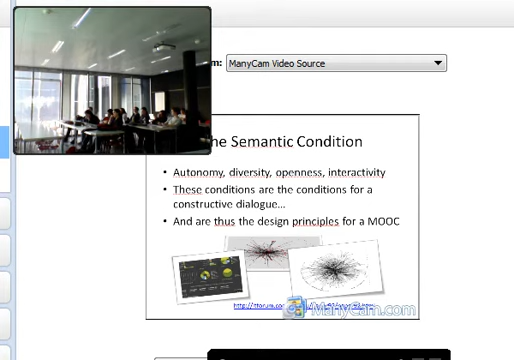 m:
ManyCam Video Source
he Semantic Condition
• Autonomy, diversity, openness, interactivity
• These conditions are the conditions for a
constructive dialogue...
• And are thus the design principles for a MOOC
ManyCam.com